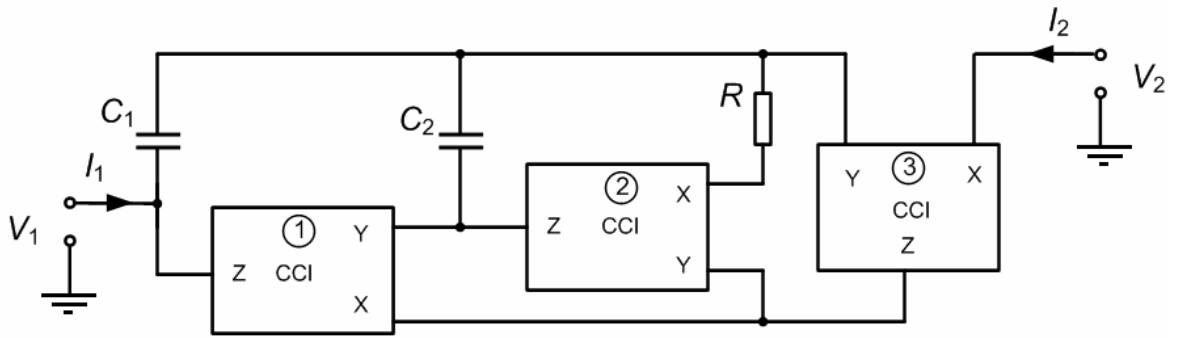 I₂
V₂
C₁
C₂
R
I₁
V₁
① Y
Z CCI
X
② X
Z CCI
Y
Y ③ X
CCI
Z